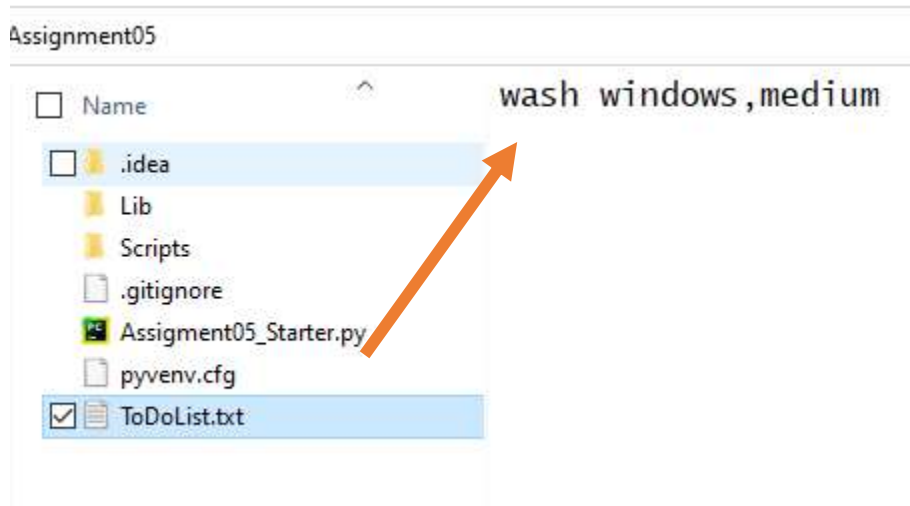 Assignment05
Name
wash windows,medium
.idea
Lib
Scripts
.gitignore
Assigment05_Starter.py
pyvenv.cfg
ToDoList.txt